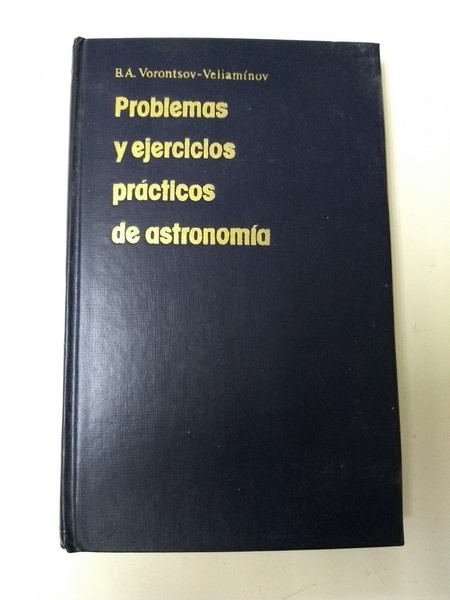 B.A. Vorontsov-Veliamínov
Problemas
y ejercicios
prácticos
de astronomía